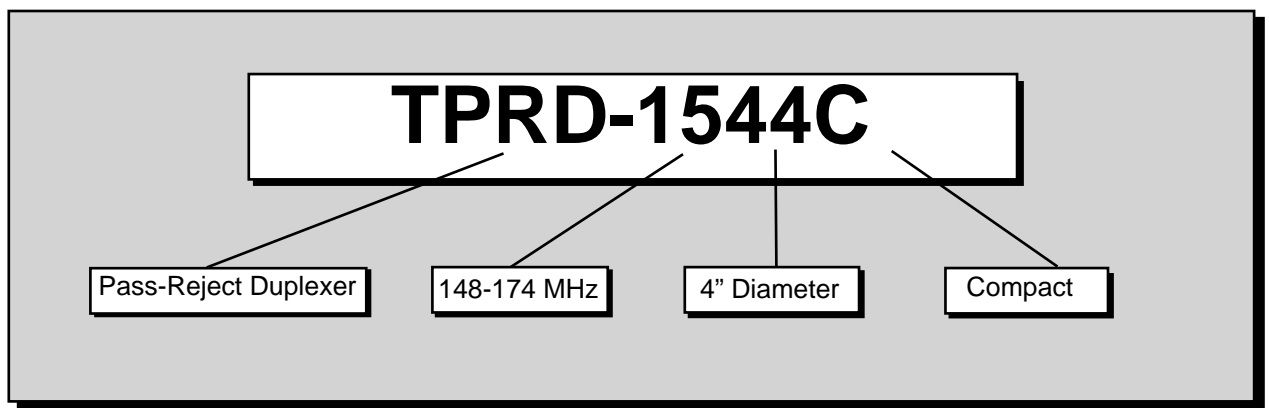 TPRD-1544C
Pass-Reject Duplexer
148-174 MHz
4” Diameter
Compact